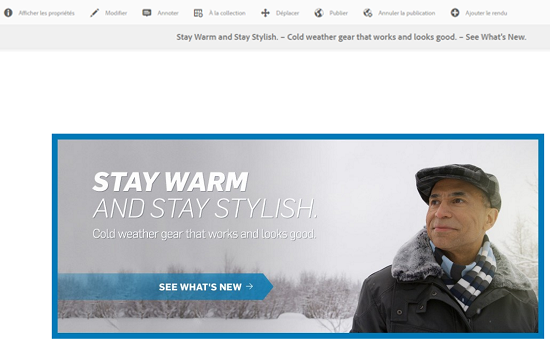 Afficher les propriétés Modifier Annoter À la collection Déplacer Publier Annuler la publication Ajouter le rendu
Stay Warm and Stay Stylish. – Cold weather gear that works and looks good. – See What's New.
STAY WARM
AND STAY STYLISH.
Cold weather gear that works and looks good.
SEE WHAT'S NEW →